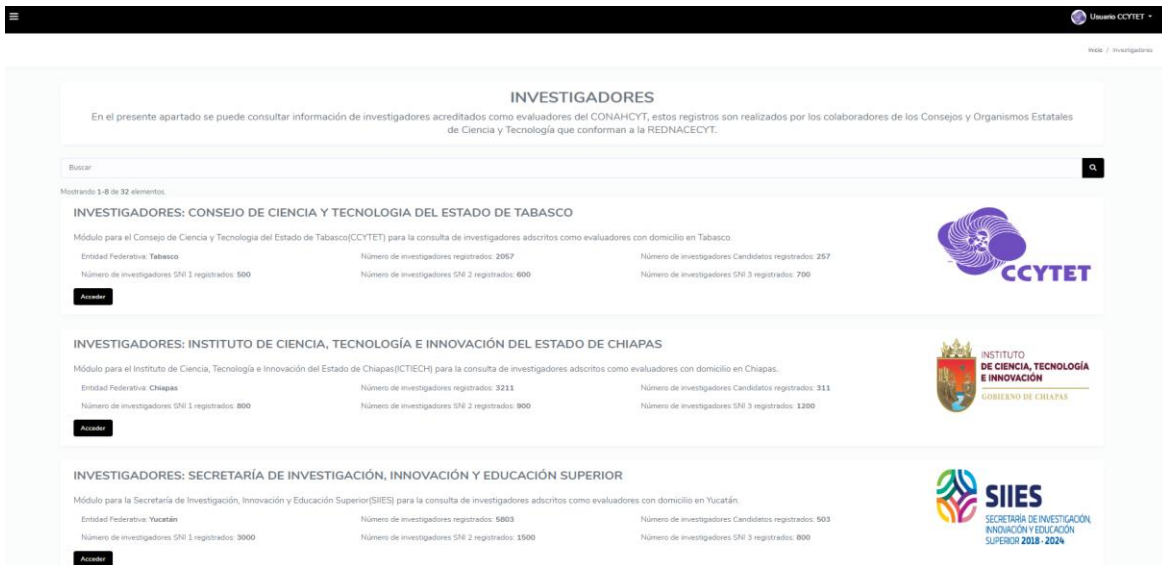 Usuario CCYTET
Inicio / Investigadores
INVESTIGADORES
En el presente apartado se puede consultar información de investigadores acreditados como evaluadores del CONAHCYT, estos registros son realizados por los colaboradores de los Consejos y Organismos Estatales
de Ciencia y Tecnología que conforman a la REDNACECYT.
Buscar
Mostrando 1-8 de 32 elementos.
INVESTIGADORES: CONSEJO DE CIENCIA Y TECNOLOGIA DEL ESTADO DE TABASCO
Módulo para el Consejo de Ciencia y Tecnologia del Estado de Tabasco(CCYTET) para la consulta de investigadores adscritos como evaluadores con domicilio en Tabasco.
Entidad Federativa: Tabasco Número de investigadores registrados: 2057 Número de investigadores Candidatos registrados: 257
Número de investigadores SNI 1 registrados: 500 Número de investigadores SNI 2 registrados: 600 Número de investigadores SNI 3 registrados: 700
Acceder
CCYTET
INVESTIGADORES: INSTITUTO DE CIENCIA, TECNOLOGÍA E INNOVACIÓN DEL ESTADO DE CHIAPAS
Módulo para el Instituto de Ciencia, Tecnología e Innovación del Estado de Chiapas(ICTIECH) para la consulta de investigadores adscritos como evaluadores con domicilio en Chiapas.
Entidad Federativa: Chiapas Número de investigadores registrados: 3211 Número de investigadores Candidatos registrados: 311
Número de investigadores SNI 1 registrados: 800 Número de investigadores SNI 2 registrados: 900 Número de investigadores SNI 3 registrados: 1200
Acceder
INSTITUTO
DE CIENCIA, TECNOLOGÍA
E INNOVACIÓN
GOBIERNO DE CHIAPAS
INVESTIGADORES: SECRETARÍA DE INVESTIGACIÓN, INNOVACIÓN Y EDUCACIÓN SUPERIOR
Módulo para la Secretaría de Investigación, Innovación y Educación Superior(SIIES) para la consulta de investigadores adscritos como evaluadores con domicilio en Yucatán.
Entidad Federativa: Yucatán Número de investigadores registrados: 5803 Número de investigadores Candidatos registrados: 503
Número de investigadores SNI 1 registrados: 3000 Número de investigadores SNI 2 registrados: 1500 Número de investigadores SNI 3 registrados: 800
Acceder
SIIES
SECRETARÍA DE INVESTIGACIÓN,
INNOVACIÓN Y EDUCACIÓN
SUPERIOR 2018 - 2024